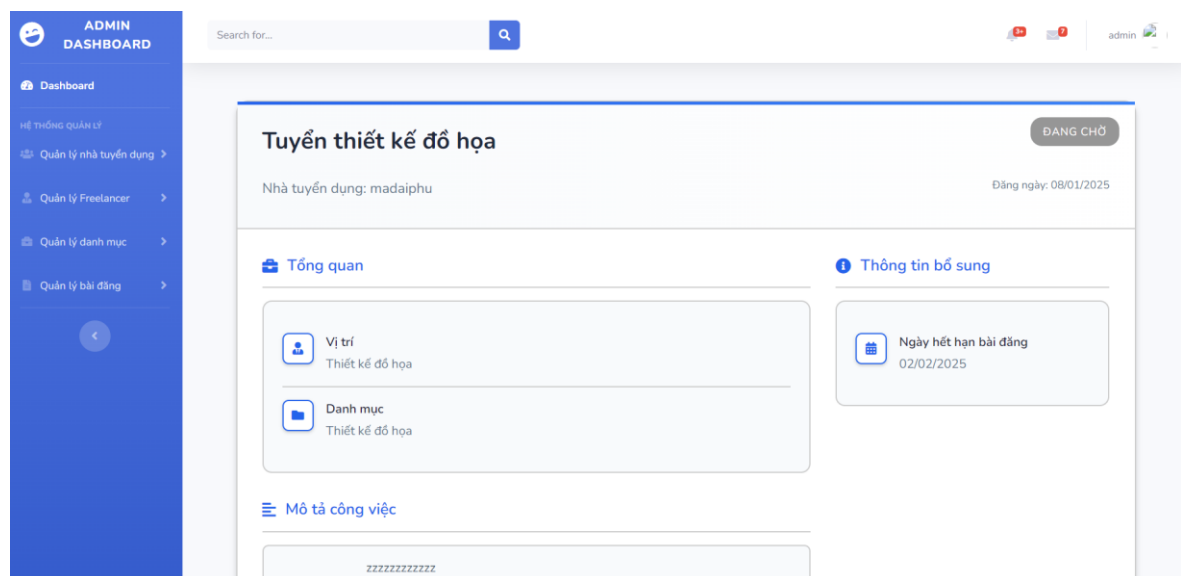 ADMIN
DASHBOARD
Search for...
3+
7
admin
Dashboard
HỆ THỐNG QUẢN LÝ
Quản lý nhà tuyển dụng
Quản lý Freelancer
Quản lý danh mục
Quản lý bài đăng
Tuyển thiết kế đồ họa
ĐANG CHỜ
Nhà tuyển dụng: madaiphu
Đăng ngày: 08/01/2025
Tổng quan
Vị trí
Thiết kế đồ họa
Danh mục
Thiết kế đồ họa
Thông tin bổ sung
Ngày hết hạn bài đăng
02/02/2025
Mô tả công việc
zzzzzzzzzzzz